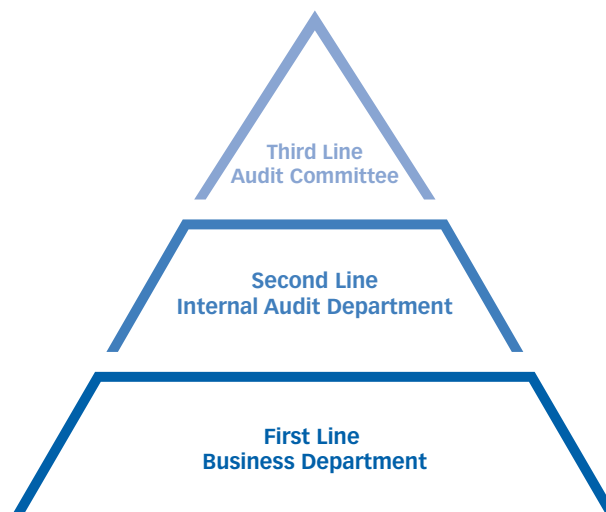 Third Line
Audit Committee
Second Line
Internal Audit Department
First Line
Business Department